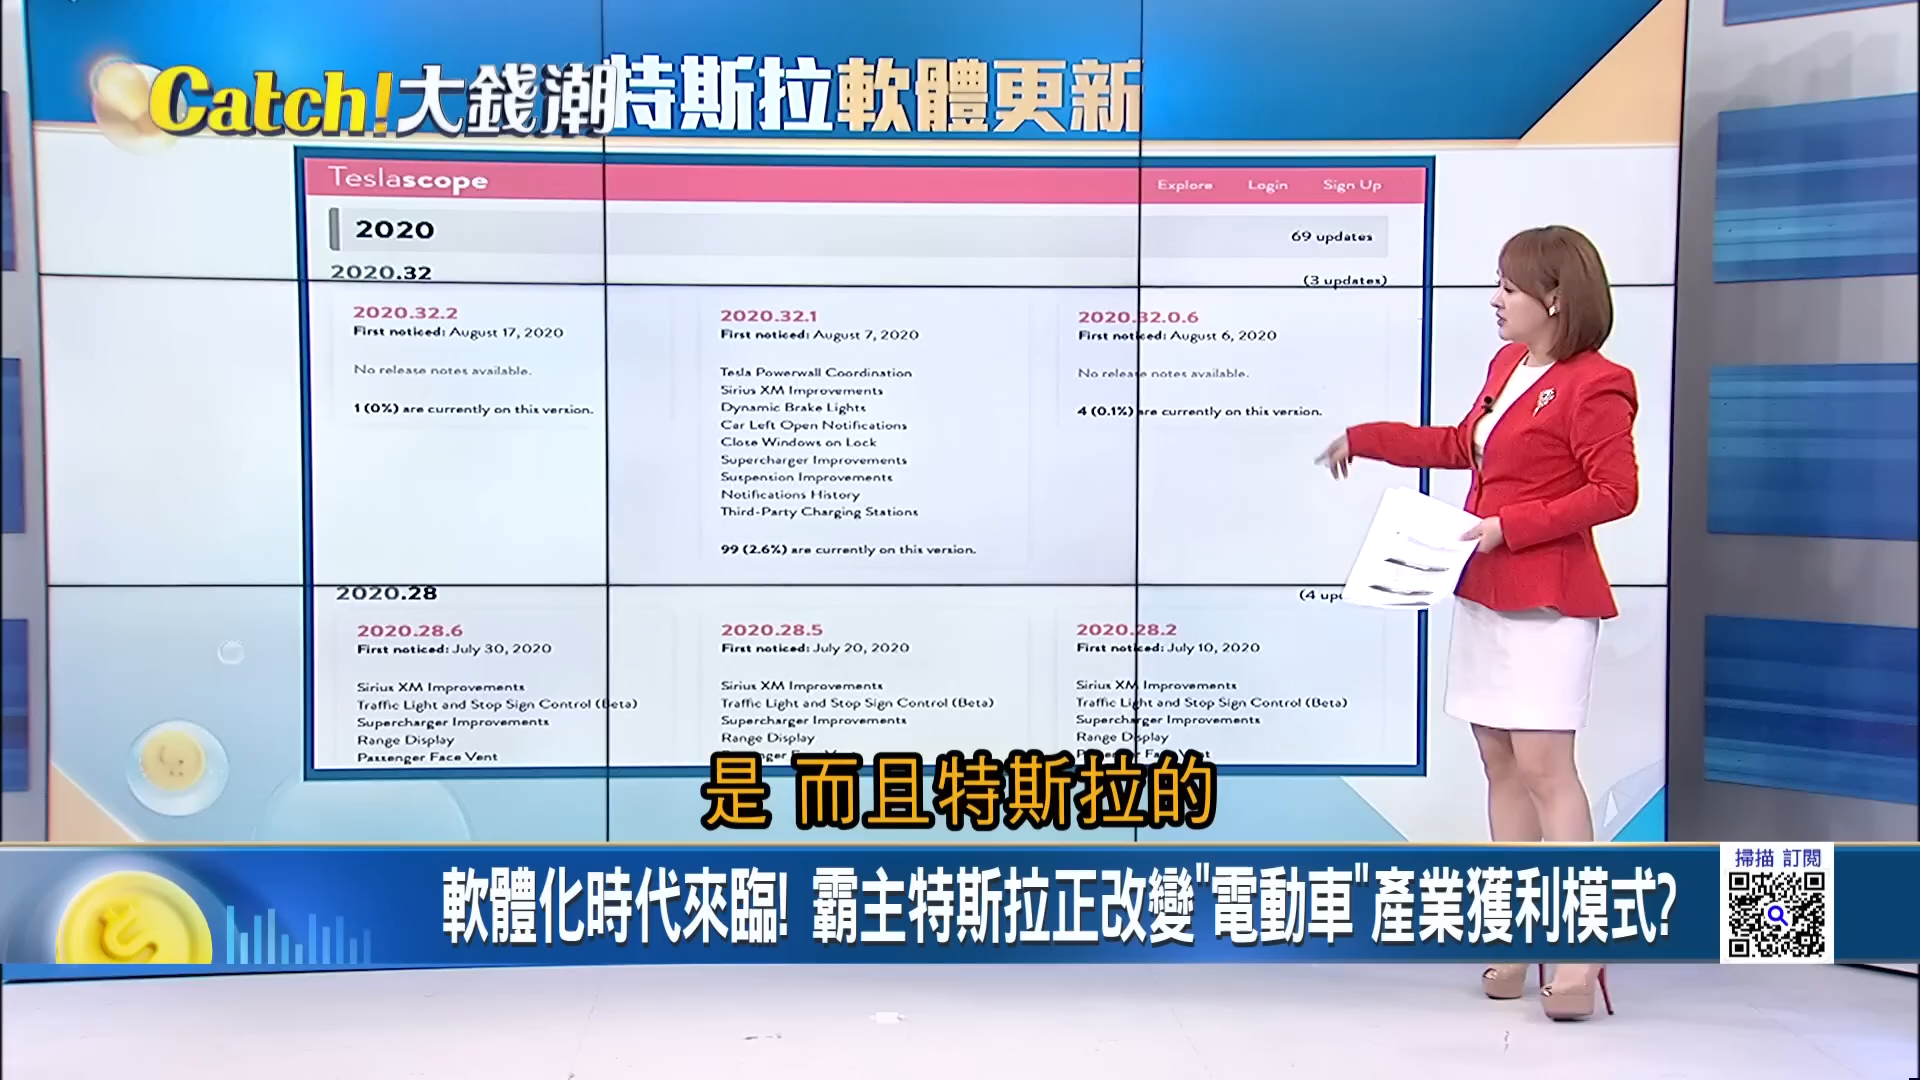 Catch!大錢潮
特斯拉軟體更新
Teslascope
Explore Login Sign Up
2020
69 updates
2020.32
(3 updates)
2020.32.2
First noticed: August 17, 2020
No release notes available.
1 (0%) are currently on this version.
2020.32.1
First noticed: August 7, 2020
Tesla Powerwall Coordination
Sirius XM Improvements
Dynamic Brake Lights
Car Left Open Notifications
Close Windows on Lock
Supercharger Improvements
Suspension Improvements
Notifications History
Third-Party Charging Stations
99 (2.6%) are currently on this version.
2020.32.0.6
First noticed: August 6, 2020
No release notes available.
4 (0.1%) are currently on this version.
2020.28
(4 up
2020.28.6
First noticed: July 30, 2020
Sirius XM Improvements
Traffic Light and Stop Sign Control (Beta)
Supercharger Improvements
Range Display
Passenger Face Vent
2020.28.5
First noticed: July 20, 2020
Sirius XM Improvements
Traffic Light and Stop Sign Control (Beta)
Supercharger Improvements
Range Display
2020.28.2
First noticed: July 10, 2020
Sirius XM Improvements
Traffic Light and Stop Sign Control (Beta)
Supercharger Improvements
Range Display
是 而且特斯拉的
軟體化時代來臨! 霸主特斯拉正改變"電動車"產業獲利模式?
掃描 訂閱